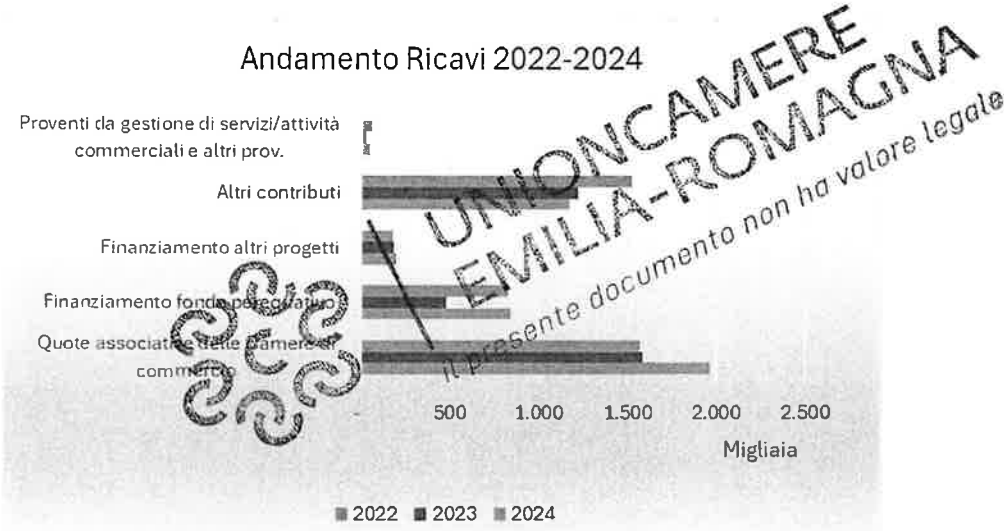 Andamento Ricavi 2022-2024
Proventi da gestione di servizi/attività
commerciali e altri prov.
Altri contributi
Finanziamento altri progetti
Finanziamento fondo perequativo
Quote associative delle Camere di
commercio
- 500 1.000 1.500 2.000 2.500
Migliaia
2022 2023 2024
UNIONCAMERE
EMILIA-ROMAGNA
il presente documento non ha valore legale